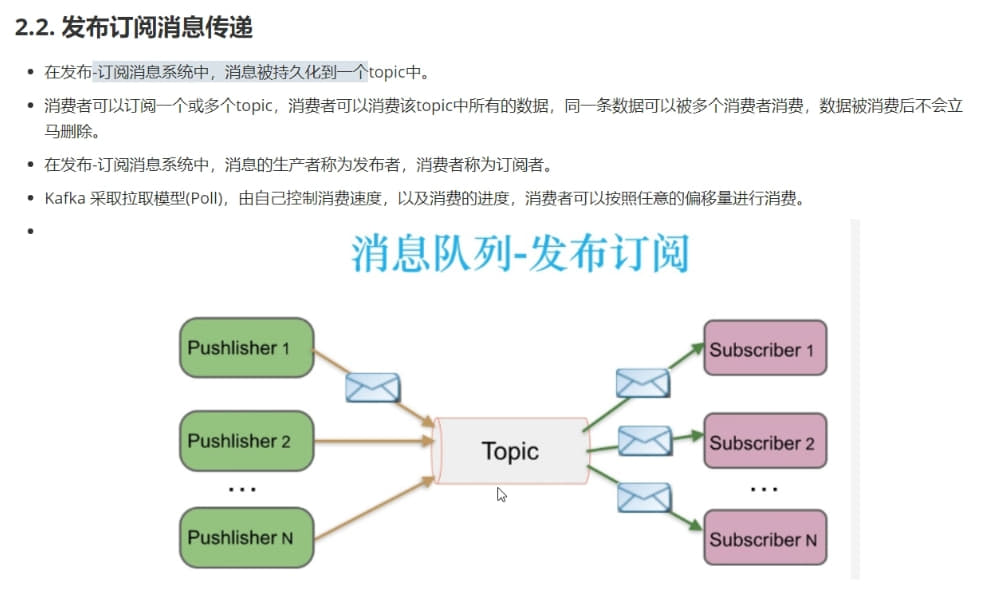 2.2. 发布订阅消息传递
在发布-订阅消息系统中，消息被持久化到一个topic中。
消费者可以订阅一个或多个topic，消费者可以消费该topic中所有的数据，同一条数据可以被多个消费者消费，数据被消费后不会立
马删除。
在发布-订阅消息系统中，消息的生产者称为发布者，消费者称为订阅者。
Kafka 采取拉取模型(Poll)，由自己控制消费速度，以及消费的进度，消费者可以按照任意的偏移量进行消费。
消息队列-发布订阅
Pushlisher 1
Subscriber 1
Pushlisher 2
Topic
Subscriber 2
...
...
Pushlisher N
Subscriber N